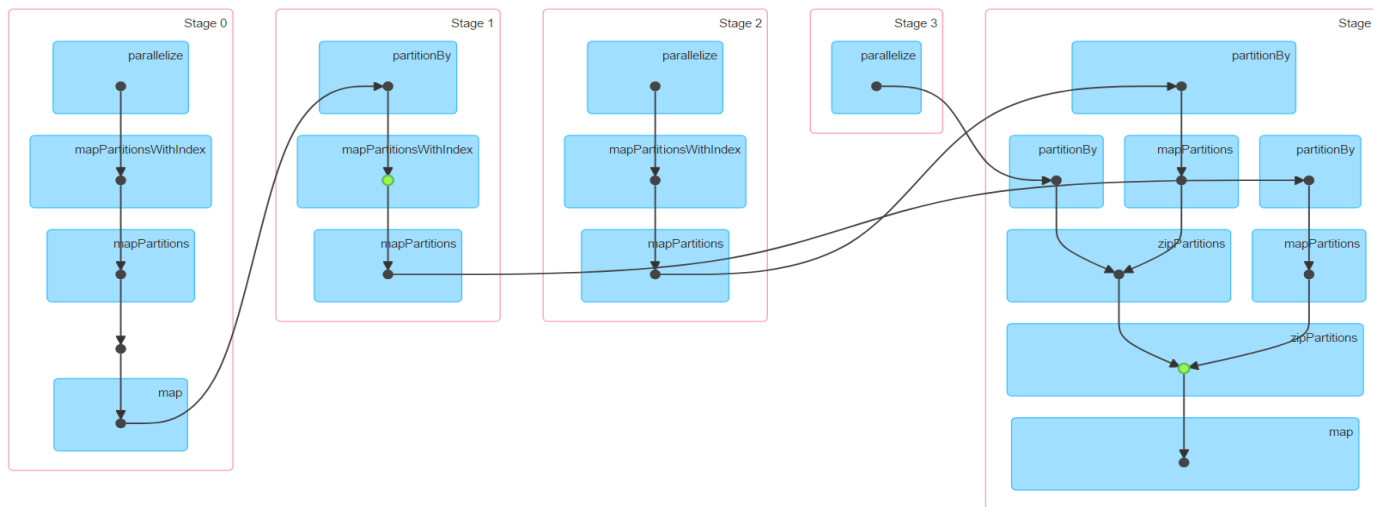 Stage 0
parallelize
mapPartitionsWithIndex
mapPartitions
map
Stage 1
partitionBy
mapPartitionsWithIndex
mapPartitions
Stage 2
parallelize
mapPartitionsWithIndex
mapPartitions
Stage 3
parallelize
Stage
partitionBy
partitionBy
mapPartitions
partitionBy
zipPartitions
mapPartitions
zipPartitions
map